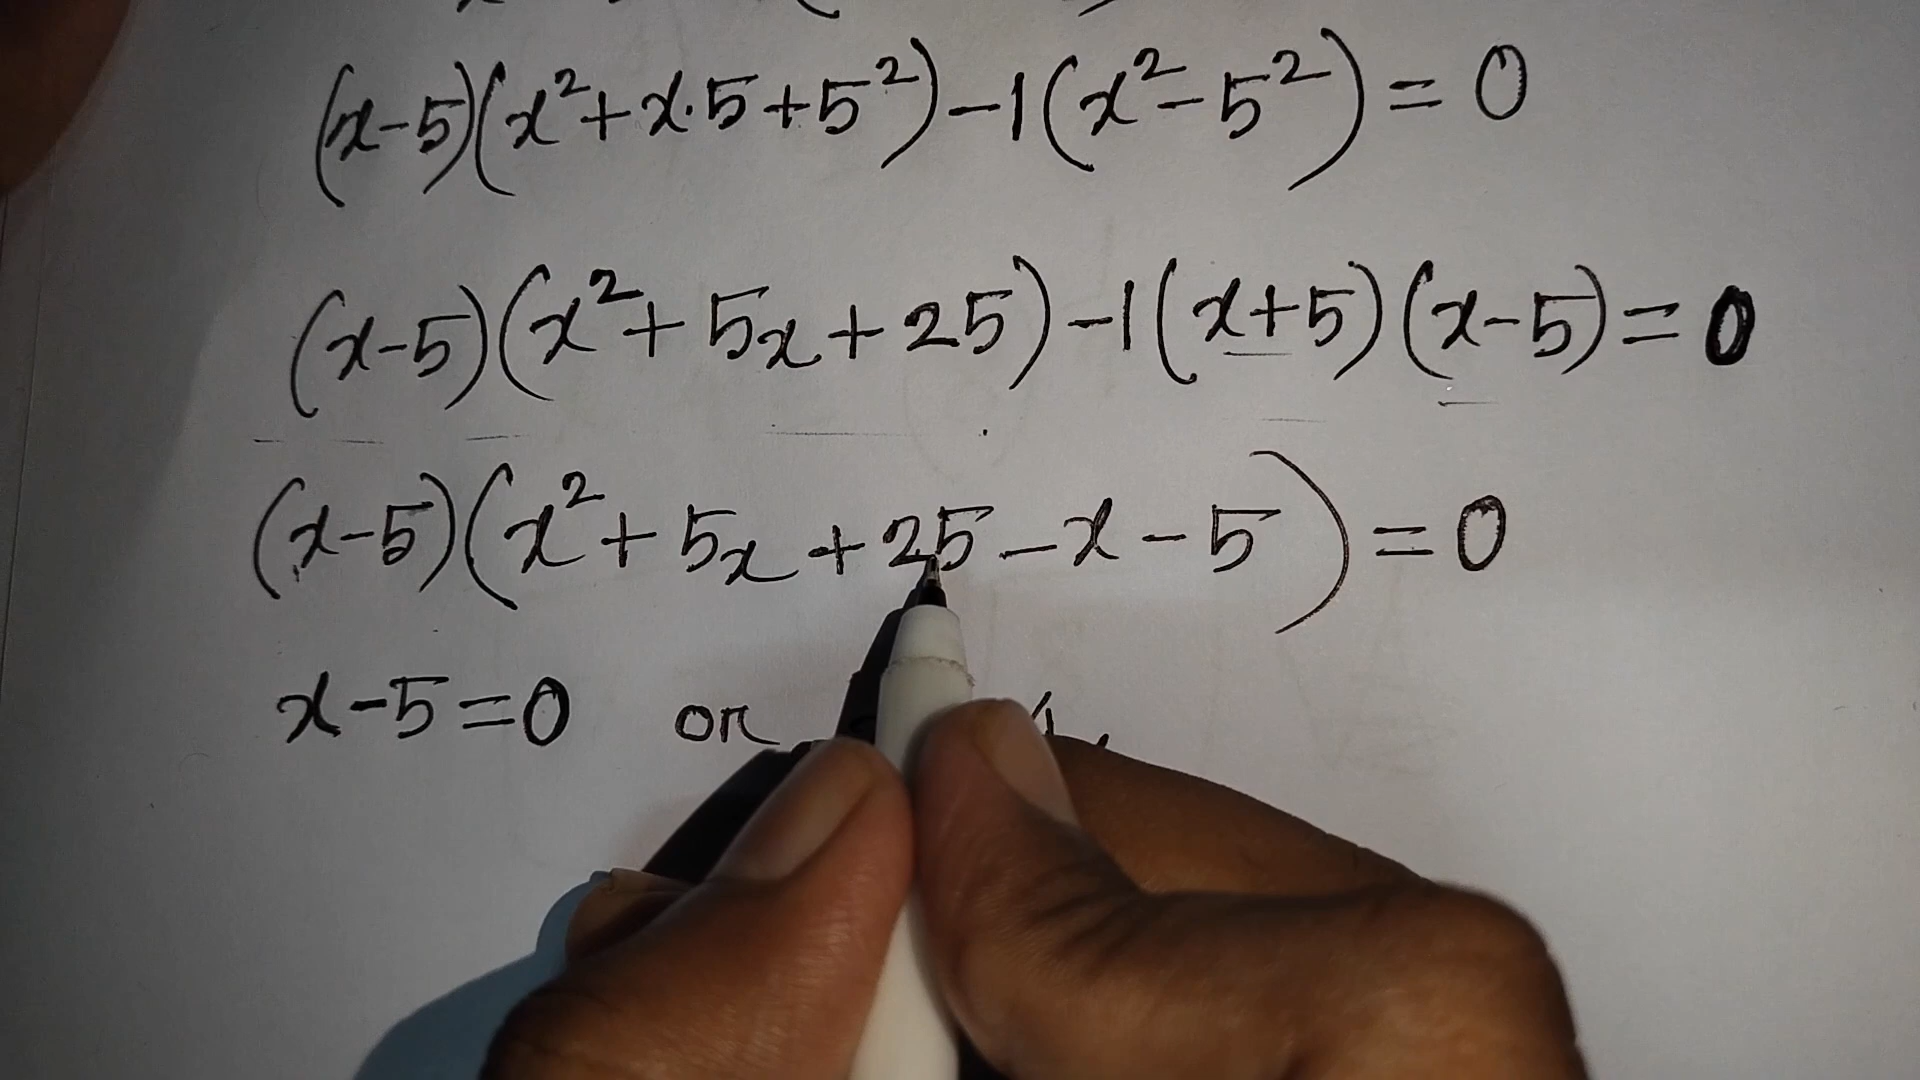 (x-5)(x²+x·5+5²)-1(x²-5²)=0
(x-5)(x²+5x+25)-1(x+5)(x-5)=0
(x-5)(x²+5x+25-x-5)=0
x-5=0 or